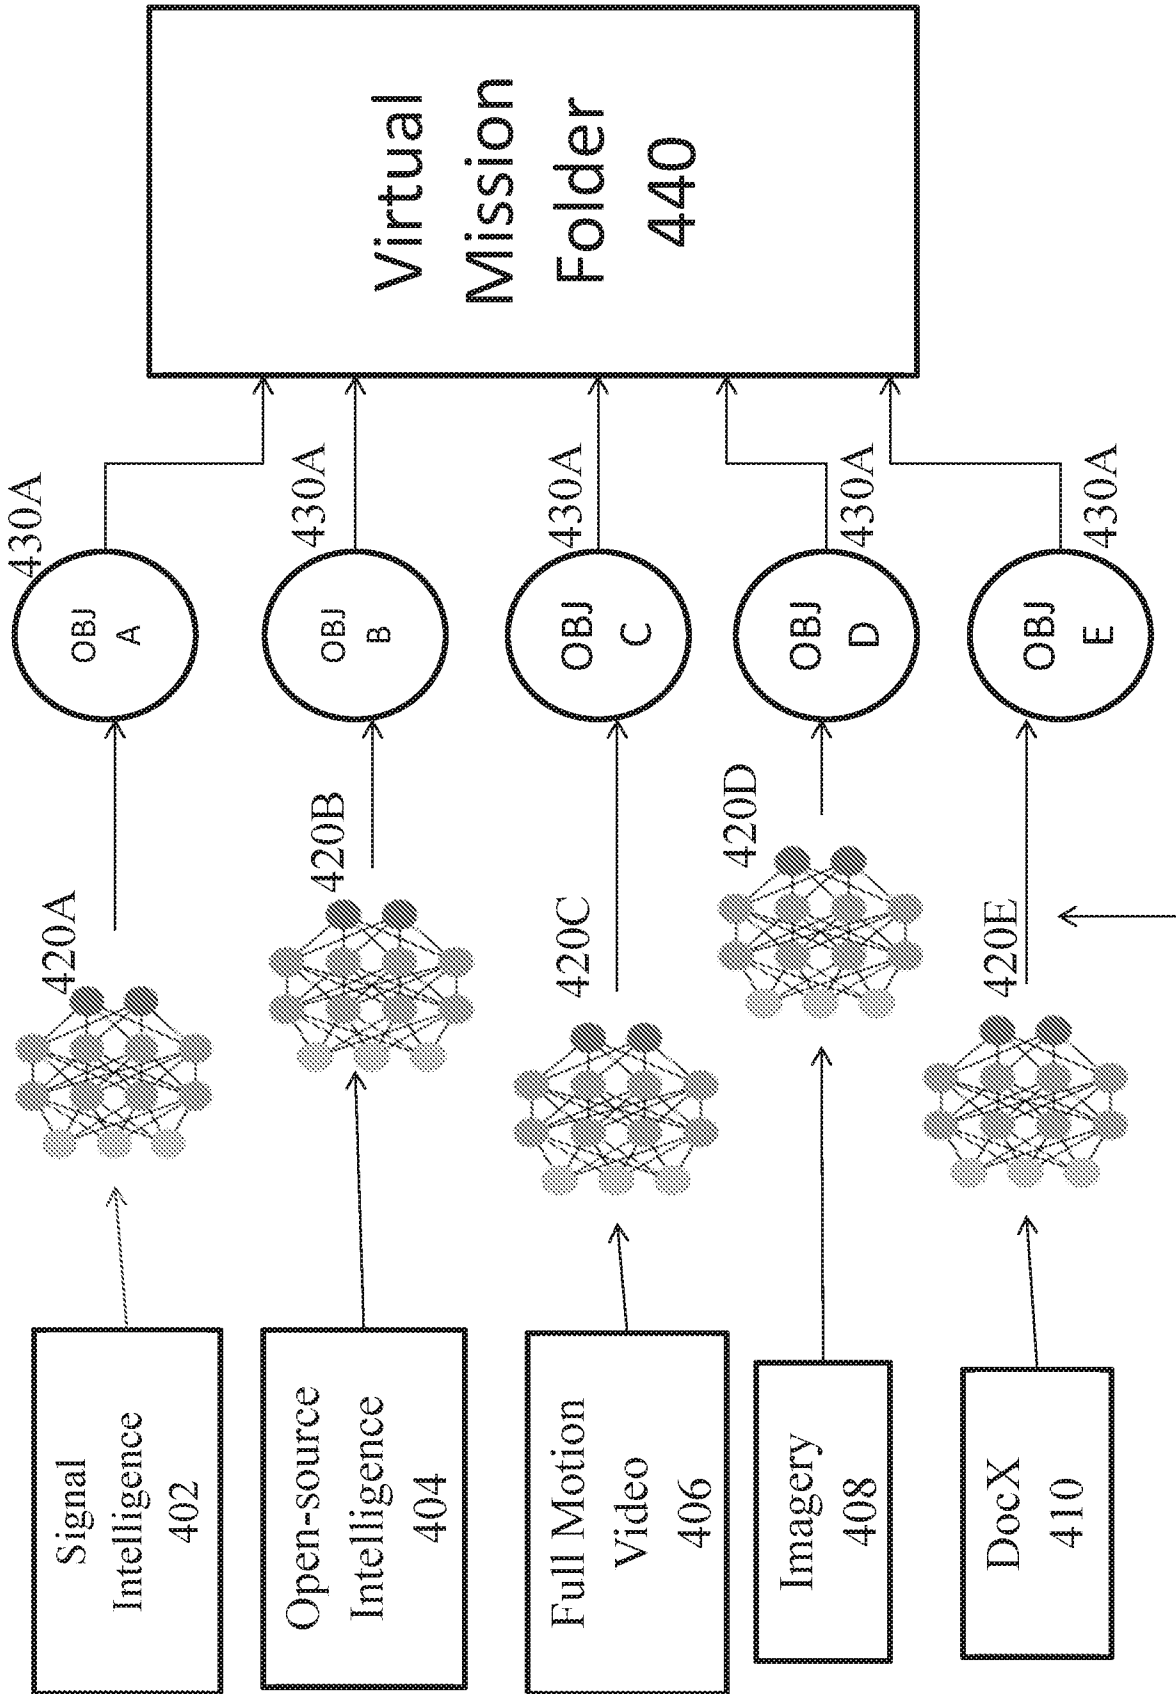 Signal
Intelligence
402
420A
OBJ
A
430A
Open-source
Intelligence
404
420B
OBJ
B
430A
Full Motion
Video
406
420C
OBJ
C
430A
Imagery
408
420D
OBJ
D
430A
DocX
410
420E
OBJ
E
430A
Virtual
Mission
Folder
440